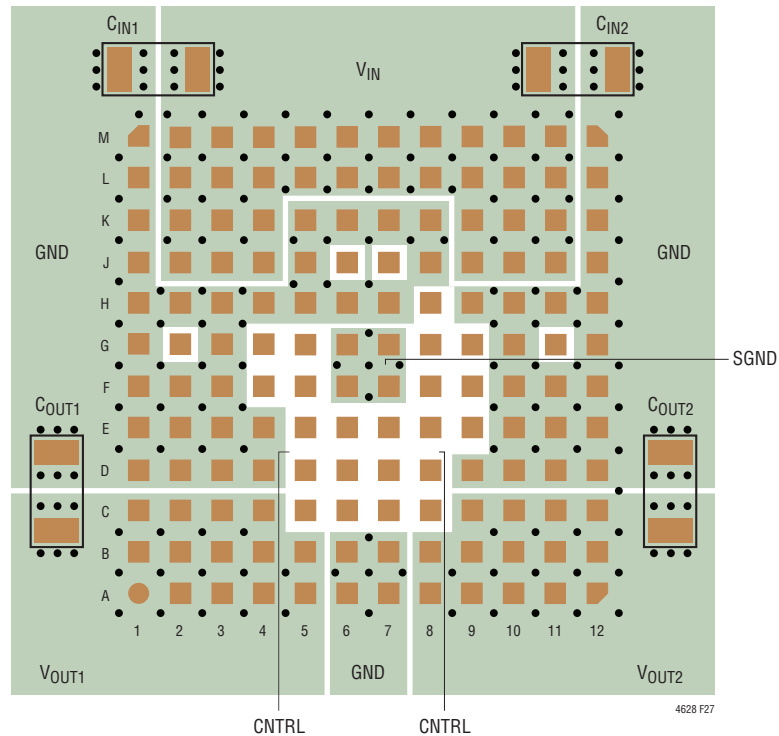 CIN1
CIN2
VIN
M
L
K
GND
GND
J
H
G
SGND
F
COUT1
COUT2
E
D
C
B
A
1 2 3 4 5 6 7 8 9 10 11 12
VOUT1
GND
VOUT2
4628 F27
CNTRL
CNTRL